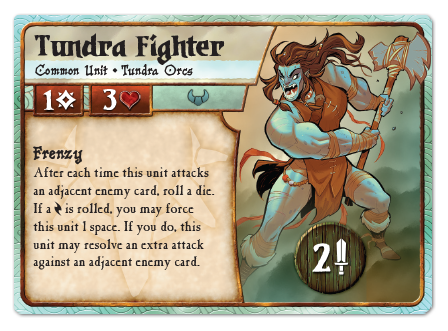 Tundra Fighter
Common Unit • Tundra Orcs
1 3
Frenzy
After each time this unit attacks
an adjacent enemy card, roll a die.
If a is rolled, you may force
this unit 1 space. If you do, this
unit may resolve an extra attack
against an adjacent enemy card.
2